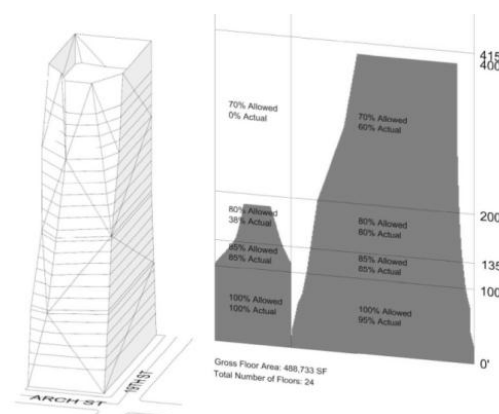 ARCH ST
19TH ST
70% Allowed
0% Actual
80% Allowed
38% Actual
85% Allowed
85% Actual
100% Allowed
100% Actual
70% Allowed
60% Actual
80% Allowed
80% Actual
85% Allowed
85% Actual
100% Allowed
95% Actual
415
400
200
135
100
0'
Gross Floor Area: 488,733 SF
Total Number of Floors: 24